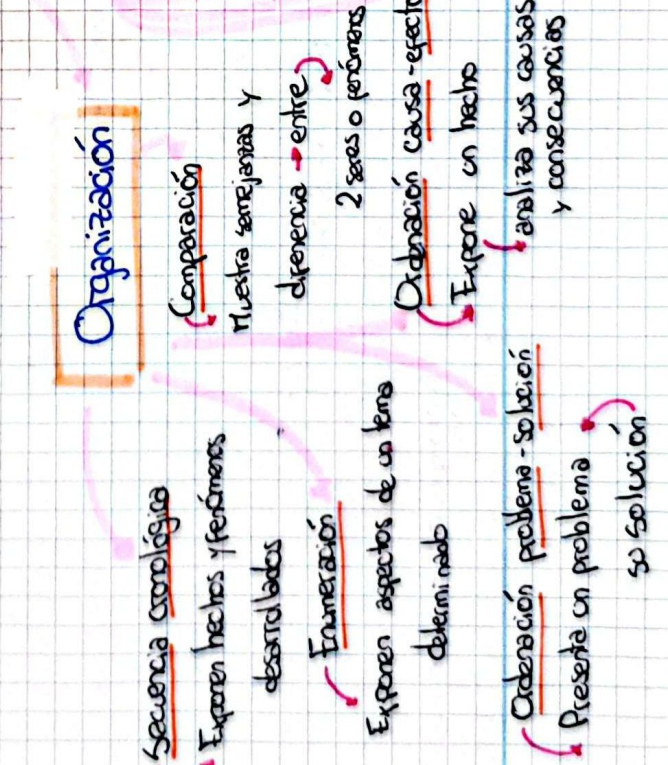 Organización
Secuencia cronológica
Exponen hechos y fenómenos
desarrollados
Enumeración
Exponen aspectos de un tema
determinado
Comparación
Muestra semejanzas y
diferencia → entre
2 seres o fenómenos
Ordenación causa-efecto
Expone un hecho
analiza sus causas
y consecuencias
Ordenación problema-solución
Presenta un problema
su solución